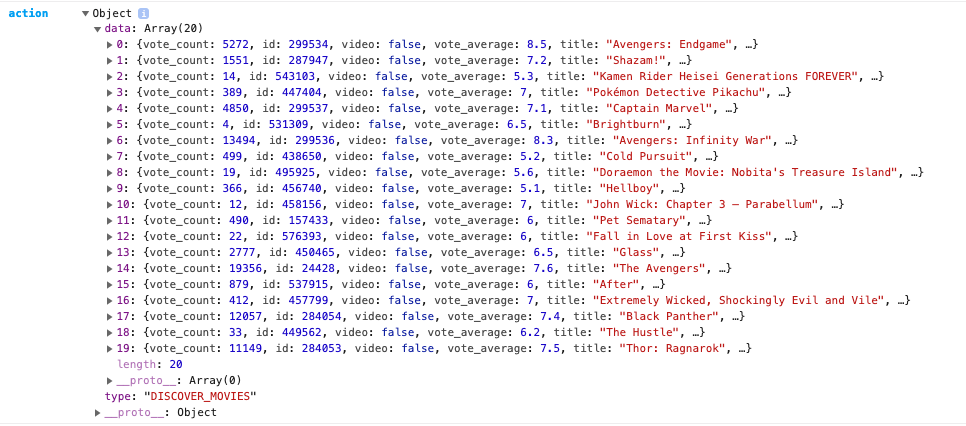 action ▼Object i
▼data: Array(20)
▶0: {vote_count: 5272, id: 299534, video: false, vote_average: 8.5, title: "Avengers: Endgame", …}
▶1: {vote_count: 1551, id: 287947, video: false, vote_average: 7.2, title: "Shazam!", …}
▶2: {vote_count: 14, id: 543103, video: false, vote_average: 5.3, title: "Kamen Rider Heisei Generations FOREVER", …}
▶3: {vote_count: 389, id: 447404, video: false, vote_average: 7, title: "Pokémon Detective Pikachu", …}
▶4: {vote_count: 4850, id: 299537, video: false, vote_average: 7.1, title: "Captain Marvel", …}
▶5: {vote_count: 4, id: 531309, video: false, vote_average: 6.5, title: "Brightburn", …}
▶6: {vote_count: 13494, id: 299536, video: false, vote_average: 8.3, title: "Avengers: Infinity War", …}
▶7: {vote_count: 499, id: 438650, video: false, vote_average: 5.2, title: "Cold Pursuit", …}
▶8: {vote_count: 19, id: 495925, video: false, vote_average: 5.6, title: "Doraemon the Movie: Nobita's Treasure Island", …}
▶9: {vote_count: 366, id: 456740, video: false, vote_average: 5.1, title: "Hellboy", …}
▶10: {vote_count: 12, id: 458156, video: false, vote_average: 7, title: "John Wick: Chapter 3 – Parabellum", …}
▶11: {vote_count: 490, id: 157433, video: false, vote_average: 6, title: "Pet Sematary", …}
▶12: {vote_count: 22, id: 576393, video: false, vote_average: 6, title: "Fall in Love at First Kiss", …}
▶13: {vote_count: 2777, id: 450465, video: false, vote_average: 6.5, title: "Glass", …}
▶14: {vote_count: 19356, id: 24428, video: false, vote_average: 7.6, title: "The Avengers", …}
▶15: {vote_count: 879, id: 537915, video: false, vote_average: 6, title: "After", …}
▶16: {vote_count: 412, id: 457799, video: false, vote_average: 7, title: "Extremely Wicked, Shockingly Evil and Vile", …}
▶17: {vote_count: 12057, id: 284054, video: false, vote_average: 7.4, title: "Black Panther", …}
▶18: {vote_count: 33, id: 449562, video: false, vote_average: 6.2, title: "The Hustle", …}
▶19: {vote_count: 11149, id: 284053, video: false, vote_average: 7.5, title: "Thor: Ragnarok", …}
length: 20
▶__proto__: Array(0)
type: "DISCOVER_MOVIES"
▶__proto__: Object